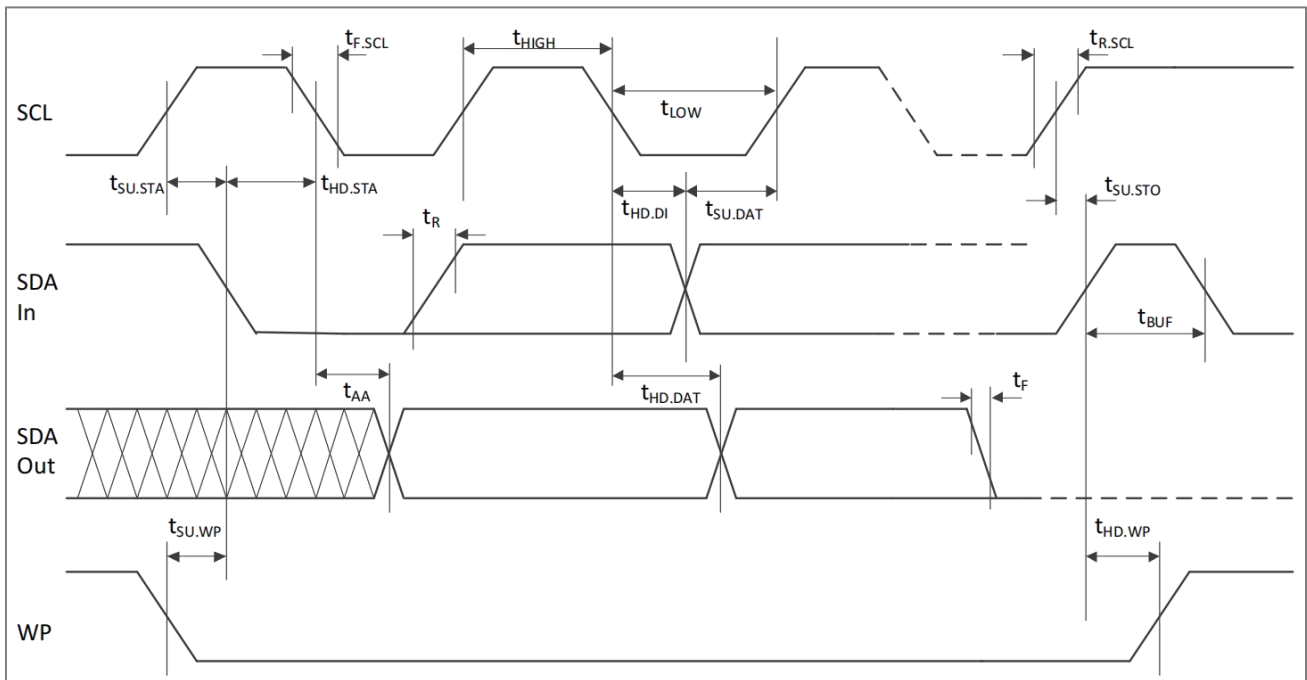 tF.SCL
tHIGH
tR.SCL
SCL
tLOW
tSU.STA
tHD.STA
tHD.DI
tSU.DAT
tSU.STO
tR
SDA
In
tBUF
tAA
tHD.DAT
tF
SDA
Out
tSU.WP
tHD.WP
WP